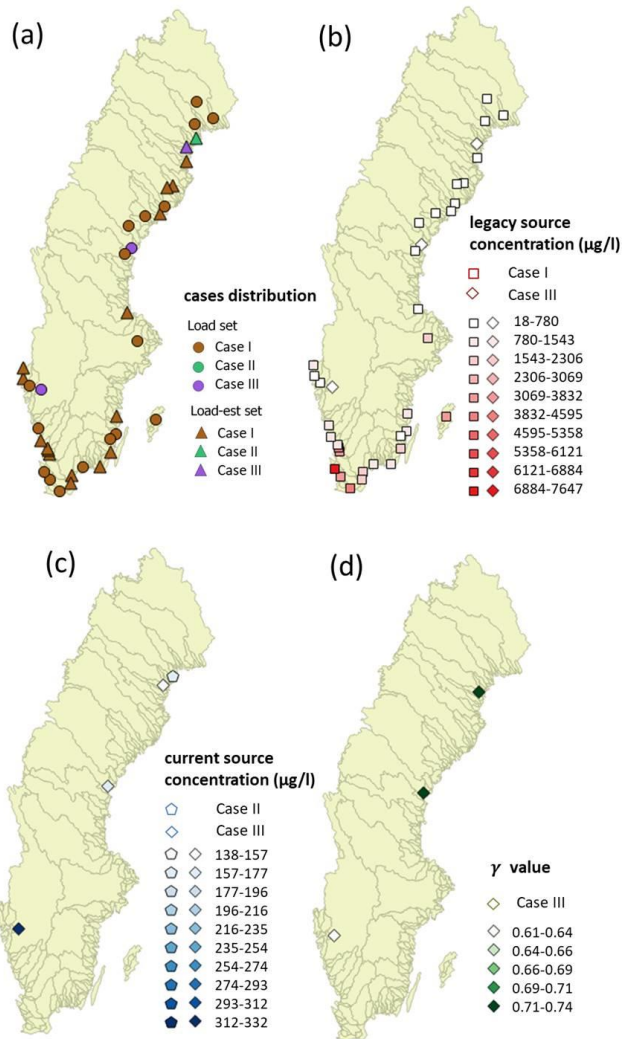 (a)
cases distribution
Load set
Case I
Case II
Case III
Load-est set
Case I
Case II
Case III
(b)
legacy source
concentration (µg/l)
Case I
Case III
18-780
780-1543
1543-2306
2306-3069
3069-3832
3832-4595
4595-5358
5358-6121
6121-6884
6884-7647
(c)
current source
concentration (µg/l)
Case II
Case III
138-157
157-177
177-196
196-216
216-235
235-254
254-274
274-293
293-312
312-332
(d)
γ value
Case III
0.61-0.64
0.64-0.66
0.66-0.69
0.69-0.71
0.71-0.74